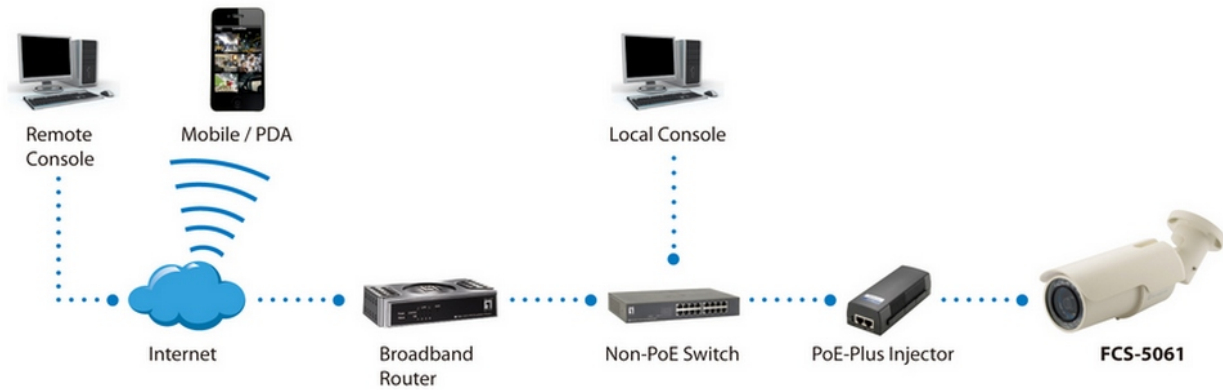 Remote
Console
Mobile / PDA
Local Console
Internet
Broadband
Router
Non-PoE Switch
PoE-Plus Injector
FCS-5061